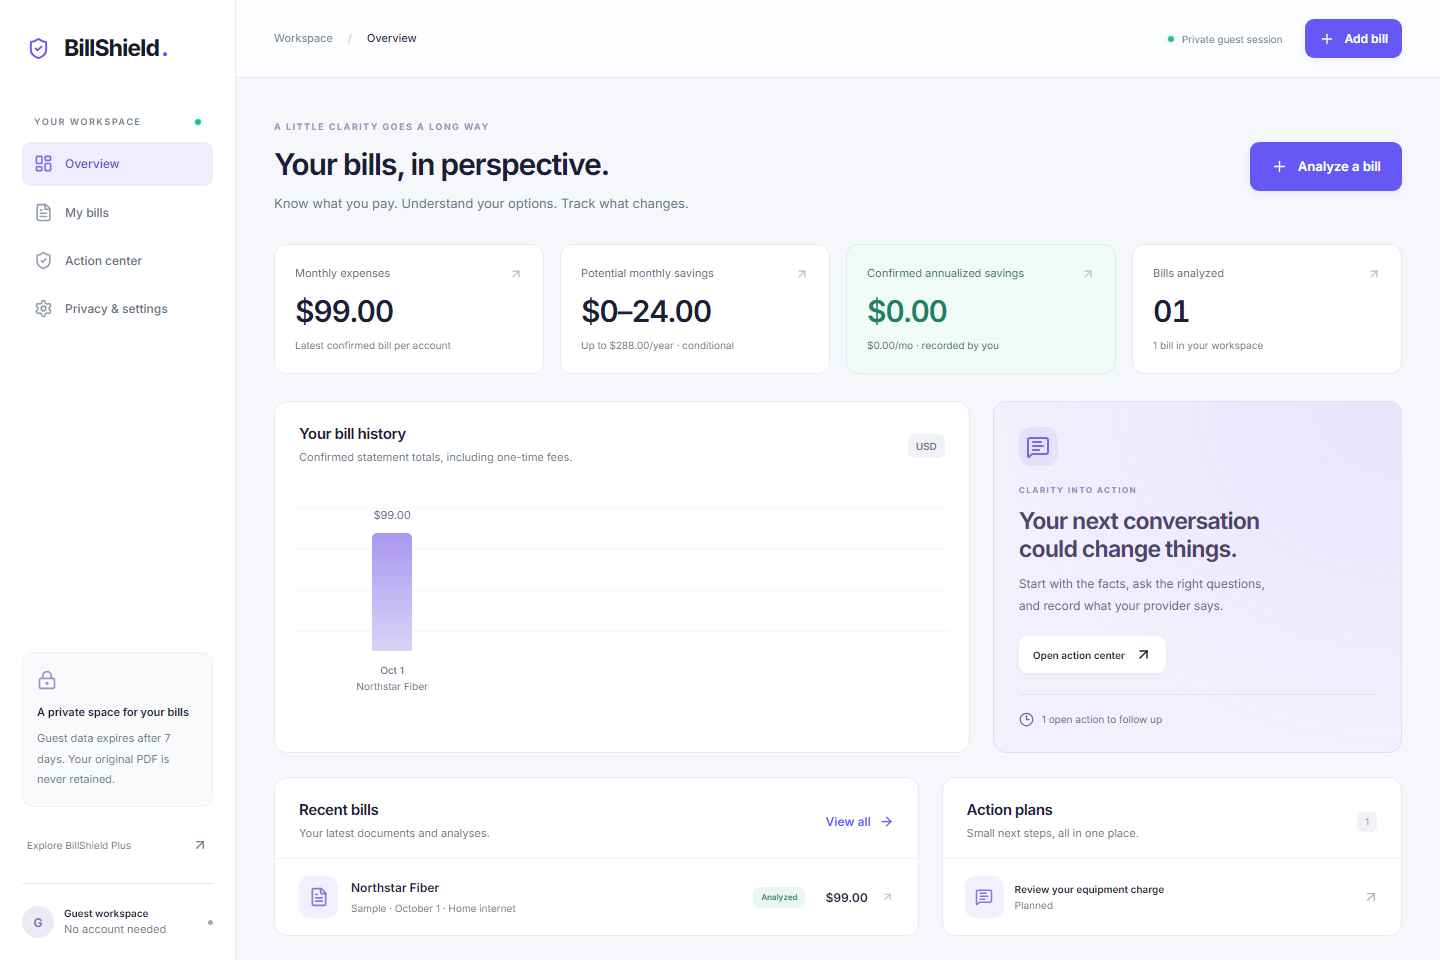 BillShield.
YOUR WORKSPACE
Overview
My bills
Action center
Privacy & settings
A private space for your bills
Guest data expires after 7
days. Your original PDF is
never retained.
Explore BillShield Plus
G
Guest workspace
No account needed
Workspace / Overview
Private guest session
Add bill
A LITTLE CLARITY GOES A LONG WAY
Your bills, in perspective.
Know what you pay. Understand your options. Track what changes.
Analyze a bill
Monthly expenses
$99.00
Latest confirmed bill per account
Potential monthly savings
$0–24.00
Up to $288.00/year · conditional
Confirmed annualized savings
$0.00
$0.00/mo · recorded by you
Bills analyzed
01
1 bill in your workspace
Your bill history
Confirmed statement totals, including one-time fees.
USD
$99.00
Oct 1
Northstar Fiber
CLARITY INTO ACTION
Your next conversation
could change things.
Start with the facts, ask the right questions,
and record what your provider says.
Open action center
1 open action to follow up
Recent bills
Your latest documents and analyses.
View all
Northstar Fiber
Sample · October 1 · Home internet
Analyzed
$99.00
Action plans
Small next steps, all in one place.
1
Review your equipment charge
Planned